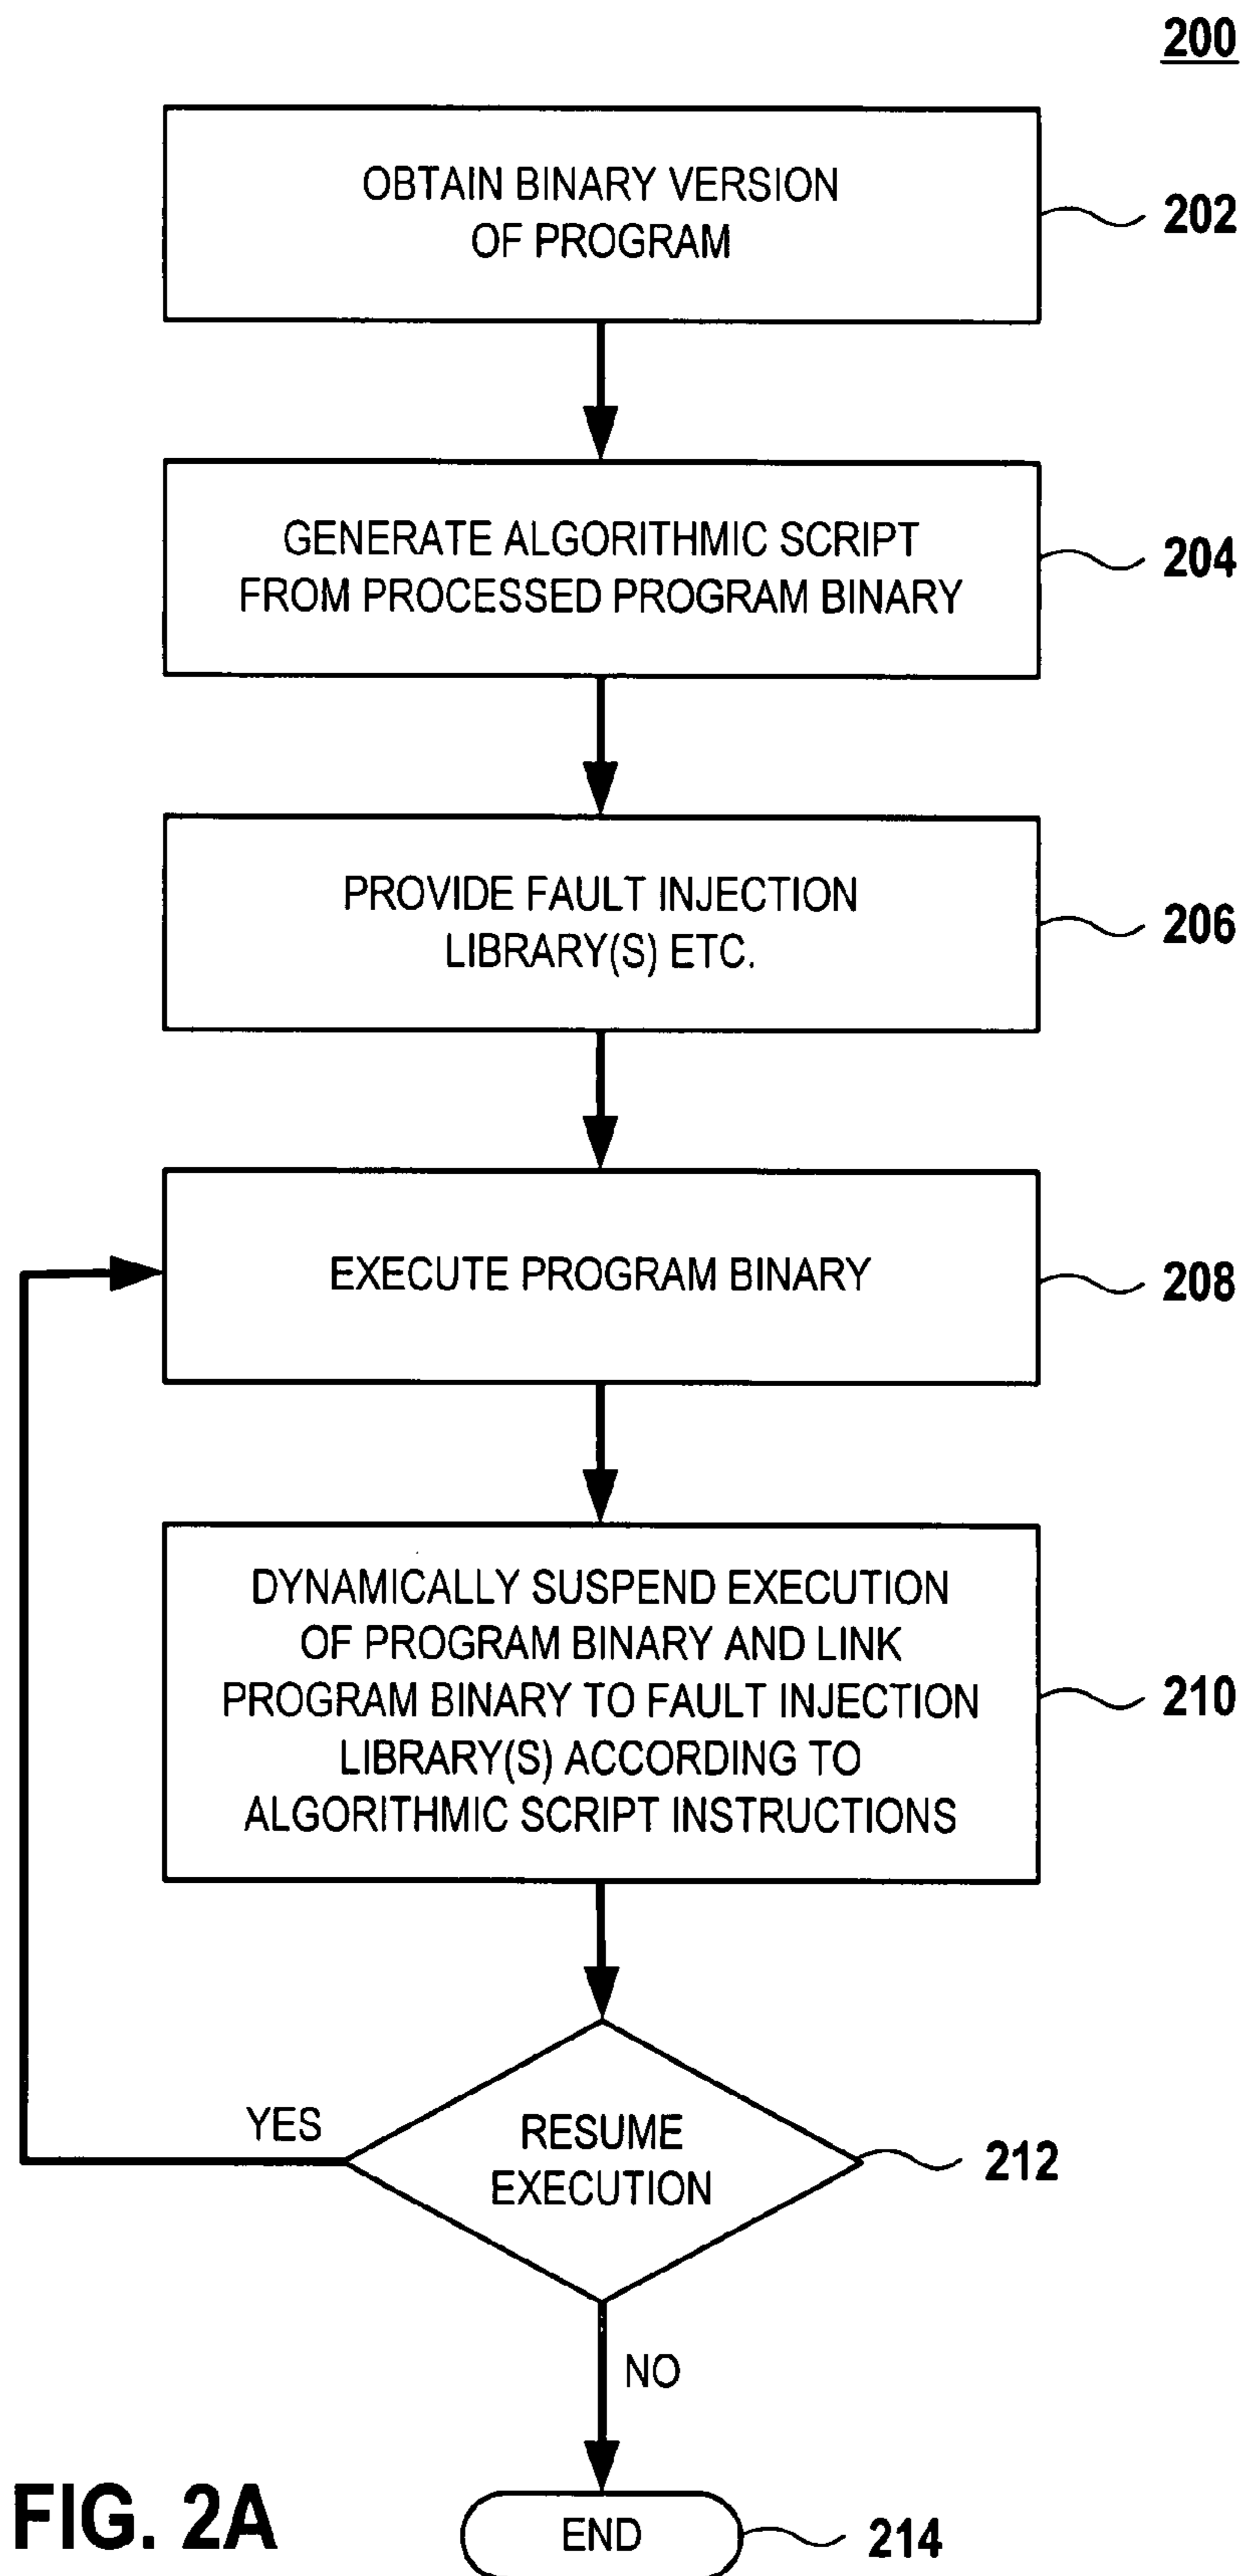 200
OBTAIN BINARY VERSION
OF PROGRAM
202
GENERATE ALGORITHMIC SCRIPT
FROM PROCESSED PROGRAM BINARY
204
PROVIDE FAULT INJECTION
LIBRARY(S) ETC.
206
EXECUTE PROGRAM BINARY
208
DYNAMICALLY SUSPEND EXECUTION
OF PROGRAM BINARY AND LINK
PROGRAM BINARY TO FAULT INJECTION
LIBRARY(S) ACCORDING TO
ALGORITHMIC SCRIPT INSTRUCTIONS
210
YES
RESUME
EXECUTION
212
NO
END
214
FIG. 2A